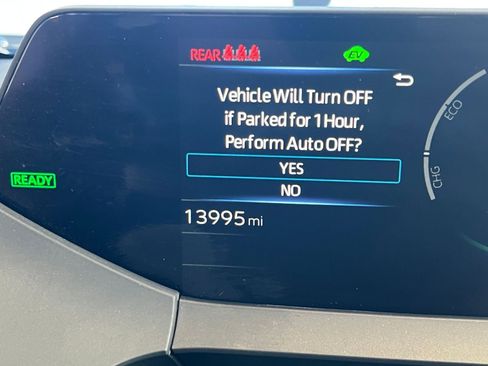 REAR
EV
Vehicle Will Turn OFF
if Parked for 1 Hour,
Perform Auto OFF?
YES
NO
READY
13995 mi
ECO
CHG